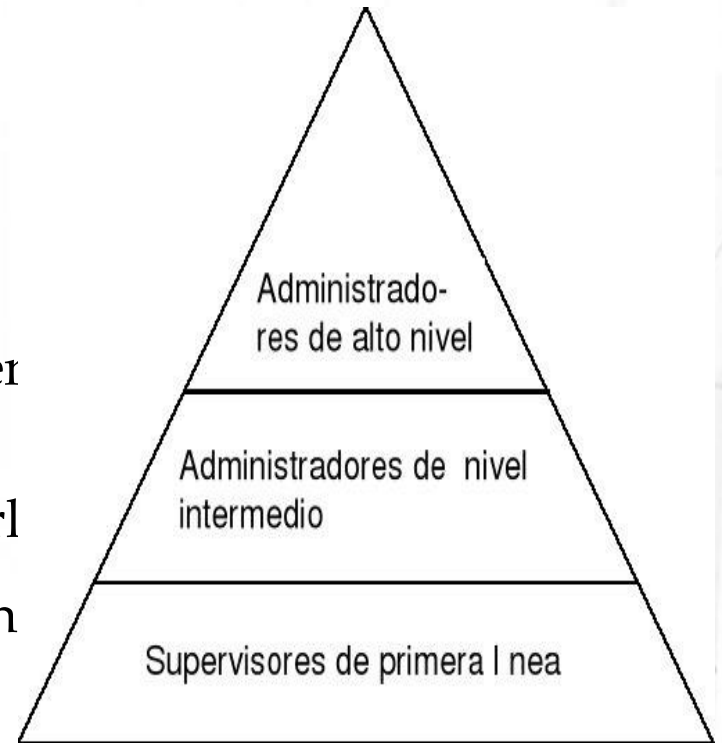 Administrado-
res de alto nivel
Administradores de nivel
intermedio
Supervisores de primera l nea